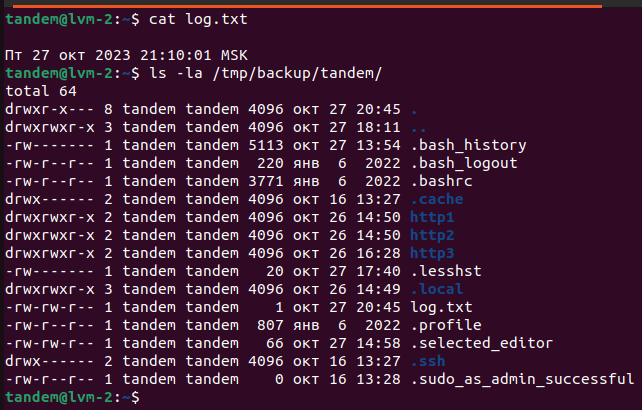 tandem@lvm-2:~$ cat log.txt

Пт 27 окт 2023 21:10:01 MSK
tandem@lvm-2:~$ ls -la /tmp/backup/tandem/
total 64
drwxr-x--- 8 tandem tandem 4096 окт 27 20:45 .
drwxrwxr-x 3 tandem tandem 4096 окт 27 18:11 ..
-rw------- 1 tandem tandem 5113 окт 27 13:54 .bash_history
-rw-r--r-- 1 tandem tandem  220 янв  6  2022 .bash_logout
-rw-r--r-- 1 tandem tandem 3771 янв  6  2022 .bashrc
drwx------ 2 tandem tandem 4096 окт 16 13:27 .cache
drwxrwxr-x 2 tandem tandem 4096 окт 26 14:50 http1
drwxrwxr-x 2 tandem tandem 4096 окт 26 14:50 http2
drwxrwxr-x 2 tandem tandem 4096 окт 26 16:28 http3
-rw------- 1 tandem tandem   20 окт 27 17:40 .lesshst
drwxrwxr-x 3 tandem tandem 4096 окт 26 14:49 .local
-rw-rw-r-- 1 tandem tandem    1 окт 27 20:45 log.txt
-rw-r--r-- 1 tandem tandem  807 янв  6  2022 .profile
-rw-rw-r-- 1 tandem tandem   66 окт 27 14:58 .selected_editor
drwx------ 2 tandem tandem 4096 окт 16 13:27 .ssh
-rw-r--r-- 1 tandem tandem    0 окт 16 13:28 .sudo_as_admin_successful
tandem@lvm-2:~$